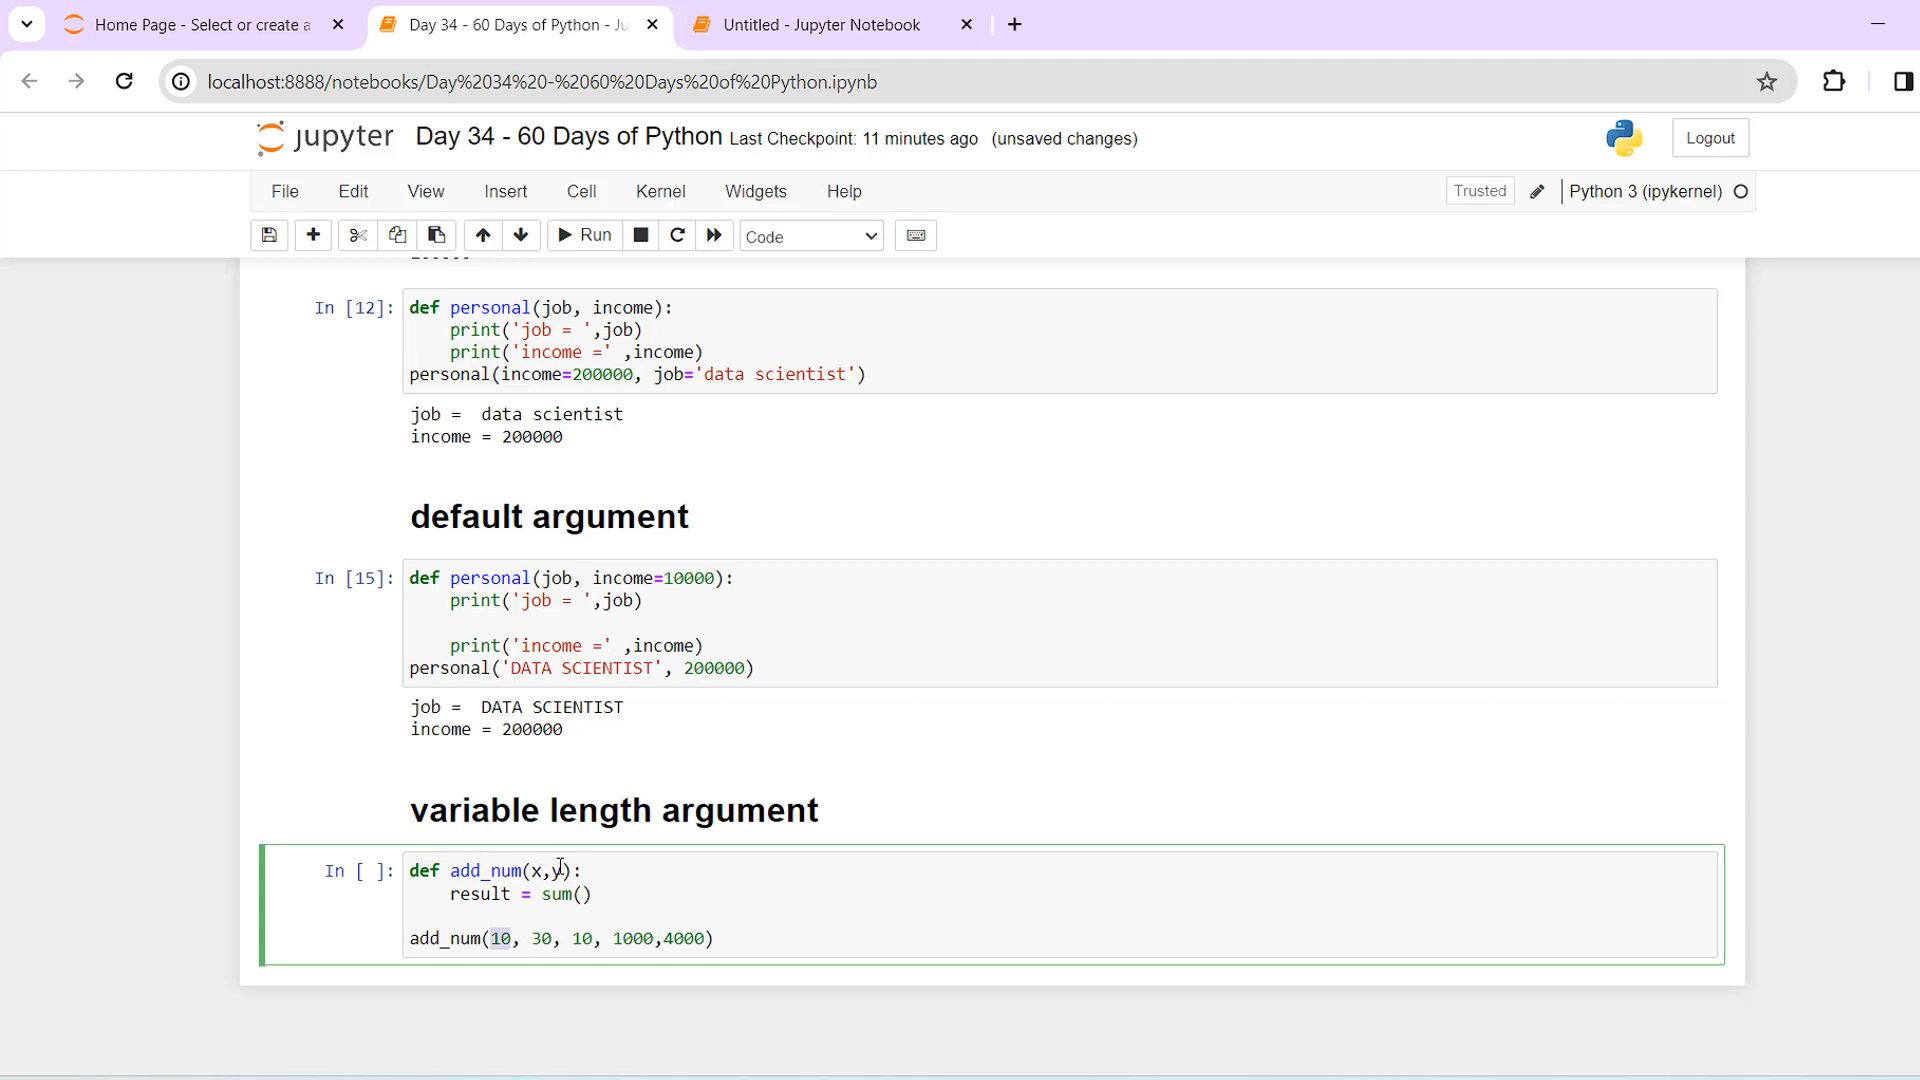 Home Page - Select or create a
Day 34 - 60 Days of Python - Ju
Untitled - Jupyter Notebook
localhost:8888/notebooks/Day%2034%20-%2060%20Days%20of%20Python.ipynb
jupyter Day 34 - 60 Days of Python Last Checkpoint: 11 minutes ago (unsaved changes)
Logout
File Edit View Insert Cell Kernel Widgets Help
Trusted Python 3 (ipykernel)
Run Code
In [12]: def personal(job, income):
    print('job = ',job)
    print('income =' ,income)
personal(income=200000, job='data scientist')
job =  data scientist
income = 200000
default argument
In [15]: def personal(job, income=10000):
    print('job = ',job)
    print('income =' ,income)
personal('DATA SCIENTIST', 200000)
job =  DATA SCIENTIST
income = 200000
variable length argument
In [ ]: def add_num(x,y):
    result = sum()
add_num(10, 30, 10, 1000,4000)